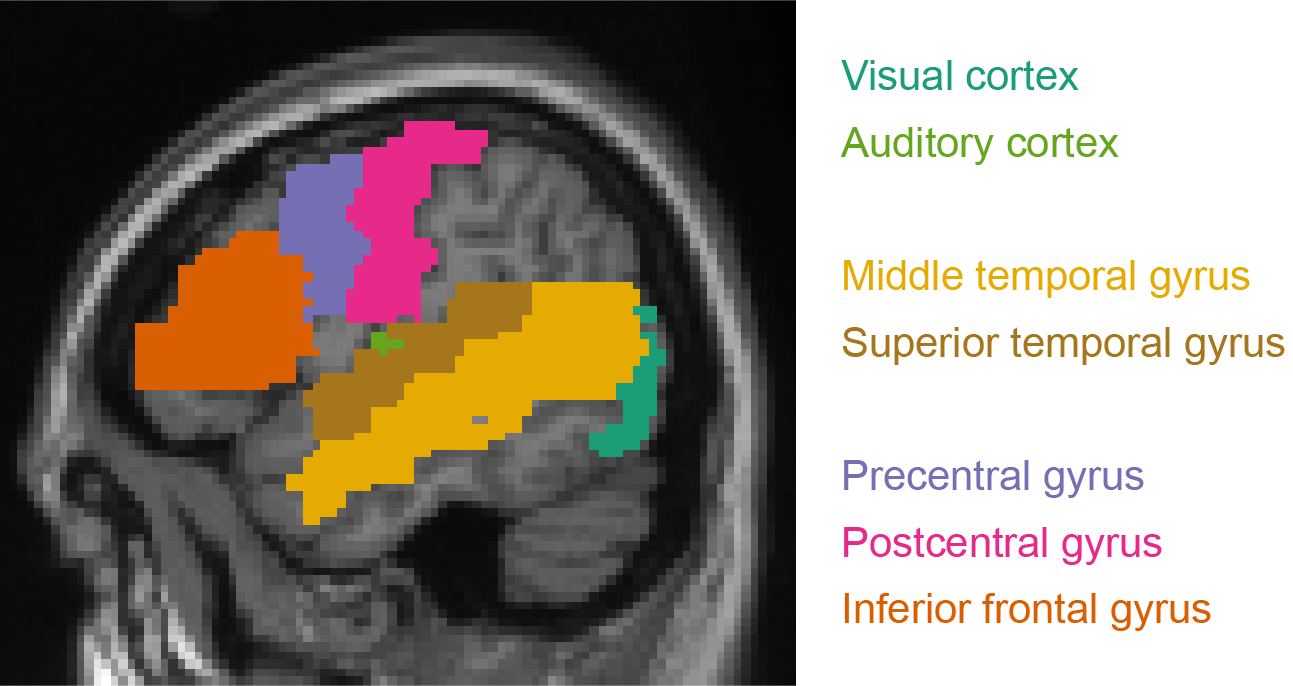 Visual cortex
Auditory cortex
Middle temporal gyrus
Superior temporal gyrus
Precentral gyrus
Postcentral gyrus
Inferior frontal gyrus